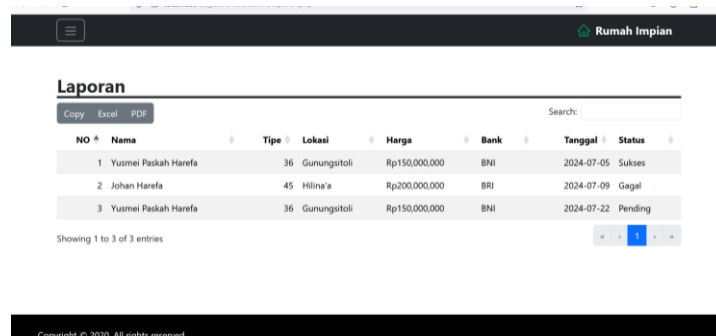 Rumah Impian
Laporan
Copy Excel PDF
Search:
NO Nama Tipe Lokasi Harga Bank Tanggal Status
1 Yusmei Paskah Harefa 36 Gunungsitoli Rp150,000,000 BNI 2024-07-05 Sukses
2 Johan Harefa 45 Hilina'a Rp200,000,000 BRI 2024-07-09 Gagal
3 Yusmei Paskah Harefa 36 Gunungsitoli Rp150,000,000 BNI 2024-07-22 Pending
Showing 1 to 3 of 3 entries
« ‹ 1 › »
Copyright © 2020. All rights reserved